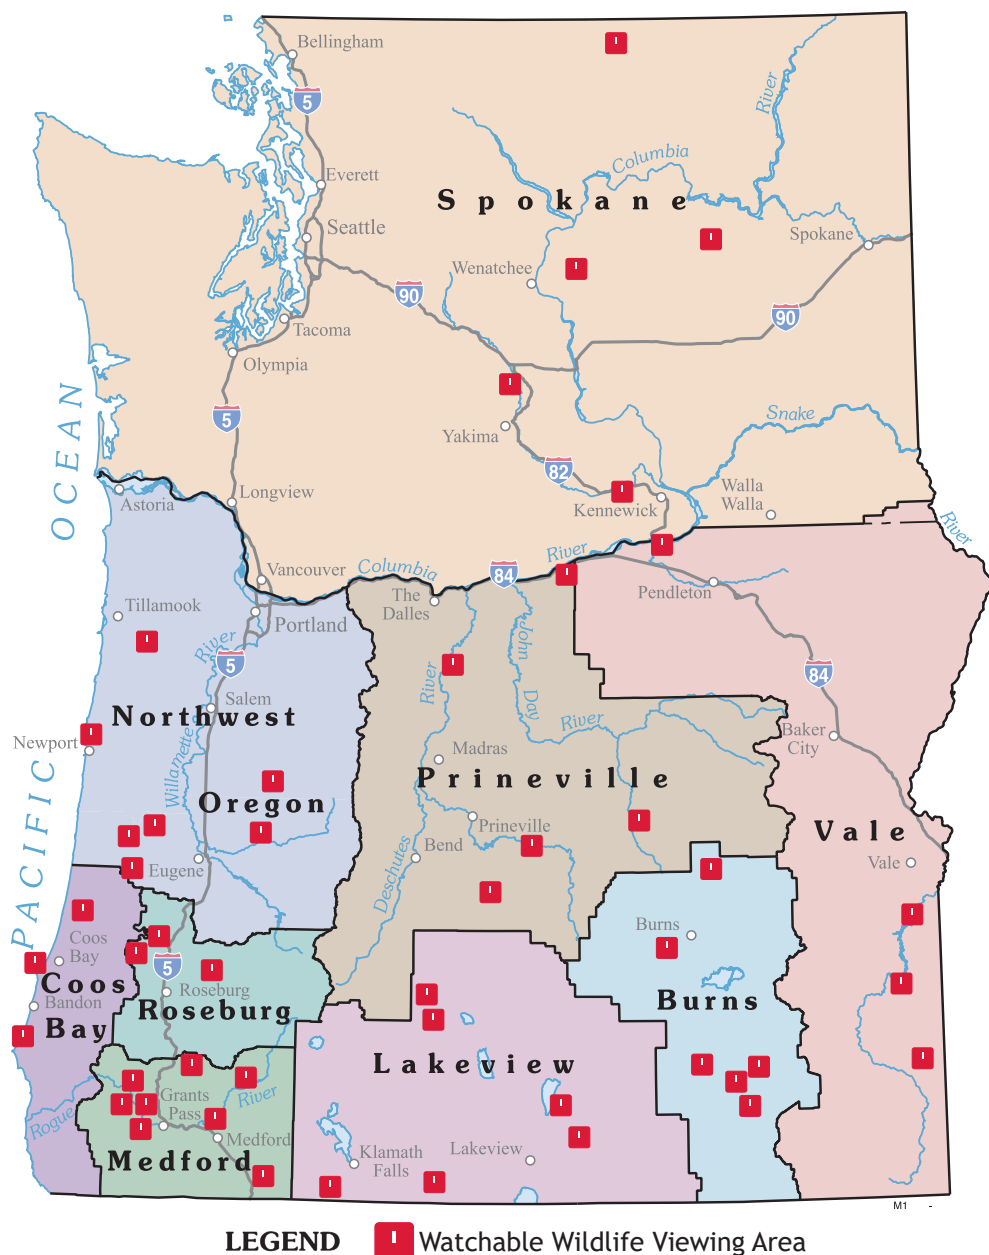 Bellingham
5
River
Columbia
Everett
Spokane
Seattle
Spokane
Wenatchee
90
90
Tacoma
Olympia
5
Snake
Yakima
82
Walla
Walla
Longview
Kennewick
Astoria
River
PACIFIC OCEAN
Vancouver
Columbia
River
84
The
Dalles
Pendleton
Tillamook
Portland
River
5
John
Day
River
River
84
Salem
Northwest
Oregon
Newport
Willamette
Madras
Baker
City
Prineville
Prineville
Vale
Bend
Deschutes
Eugene
Vale
Coos
Bay
Burns
5
Coos
Bay
Bandon
Roseburg
Roseburg
Burns
Lakeview
Grants
Pass
River
Rogue
Medford
Medford
Klamath
Falls
Lakeview
M1 -
LEGEND Watchable Wildlife Viewing Area